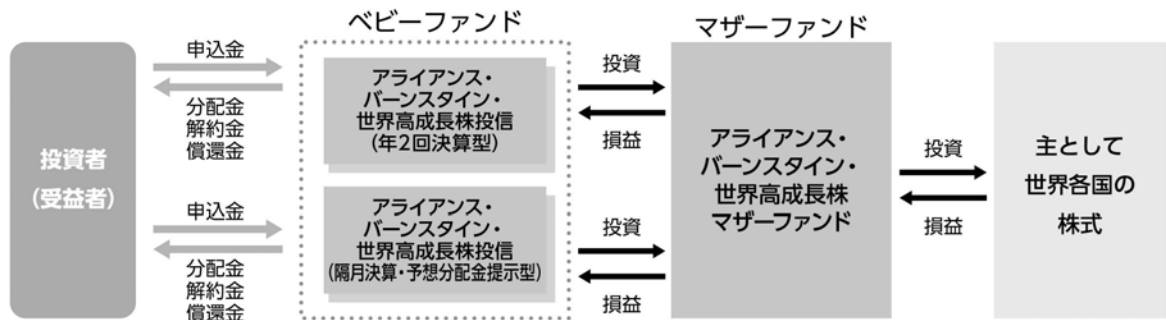 ベビーファンド
マザーファンド
投資者
(受益者)
申込金
分配金
解約金
償還金
アライアンス・
バーンスタイン・
世界高成長株投信
(年2回決算型)
投資
損益
申込金
分配金
解約金
償還金
アライアンス・
バーンスタイン・
世界高成長株投信
(隔月決算・予想分配金提示型)
投資
損益
アライアンス・
バーンスタイン・
世界高成長株
マザーファンド
投資
損益
主として
世界各国の
株式